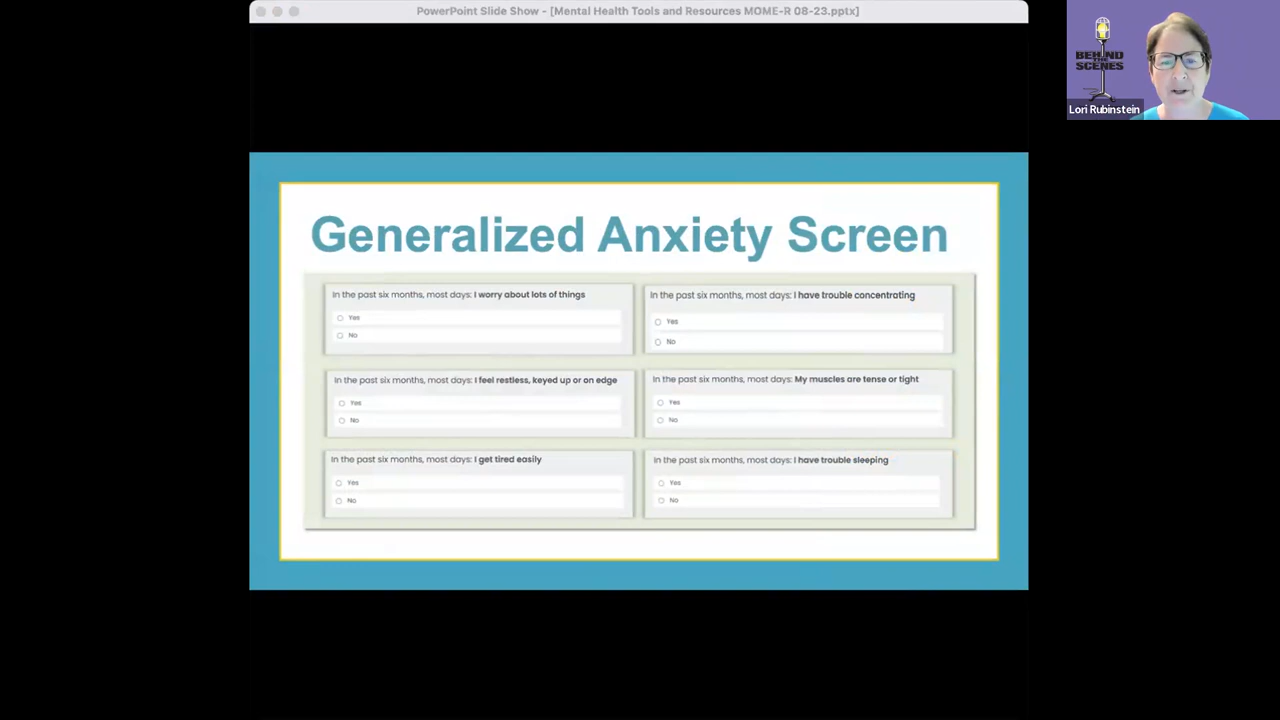 PowerPoint Slide Show - [Mental Health Tools and Resources MOME-R 08-23.pptx]
BEHIND
THE
SCENES
Lori Rubinstein
Generalized Anxiety Screen
In the past six months, most days: I worry about lots of things
Yes
No
In the past six months, most days: I have trouble concentrating
Yes
No
In the past six months, most days: I feel restless, keyed up or on edge
Yes
No
In the past six months, most days: My muscles are tense or tight
Yes
No
In the past six months, most days: I get tired easily
Yes
No
In the past six months, most days: I have trouble sleeping
Yes
No